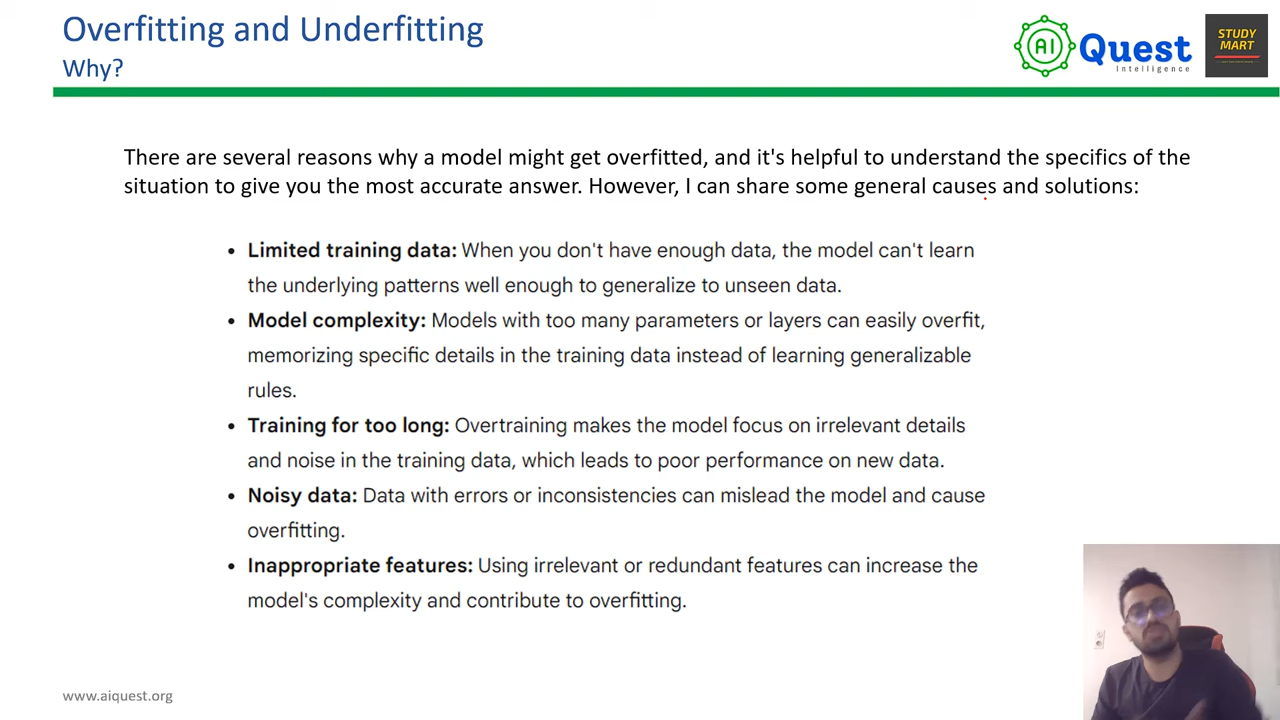 Overfitting and Underfitting
Why?
AI Quest
Intelligence
STUDY
MART
There are several reasons why a model might get overfitted, and it's helpful to understand the specifics of the
situation to give you the most accurate answer. However, I can share some general causes and solutions:
• Limited training data: When you don't have enough data, the model can't learn
the underlying patterns well enough to generalize to unseen data.
• Model complexity: Models with too many parameters or layers can easily overfit,
memorizing specific details in the training data instead of learning generalizable
rules.
• Training for too long: Overtraining makes the model focus on irrelevant details
and noise in the training data, which leads to poor performance on new data.
• Noisy data: Data with errors or inconsistencies can mislead the model and cause
overfitting.
• Inappropriate features: Using irrelevant or redundant features can increase the
model's complexity and contribute to overfitting.
www.aiquest.org